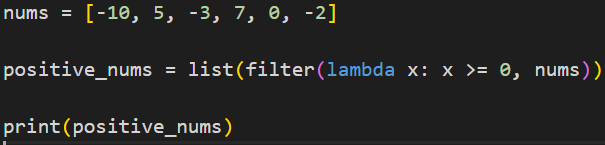 nums = [-10, 5, -3, 7, 0, -2]
positive_nums = list(filter(lambda x: x >= 0, nums))
print(positive_nums)